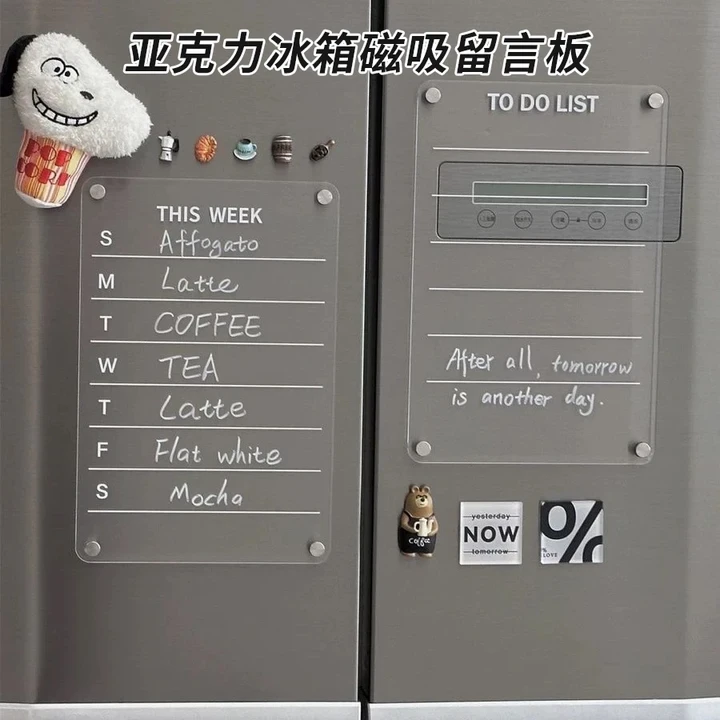 亚克力冰箱磁吸留言板
POP
CORN
THIS WEEK
S Affogato
M Latte
T COFFEE
W TEA
T Latte
F Flat white
S Mocha
TO DO LIST
After all, tomorrow
is another day.
Coffee
yesterday
NOW
tomorrow
%
LOVE